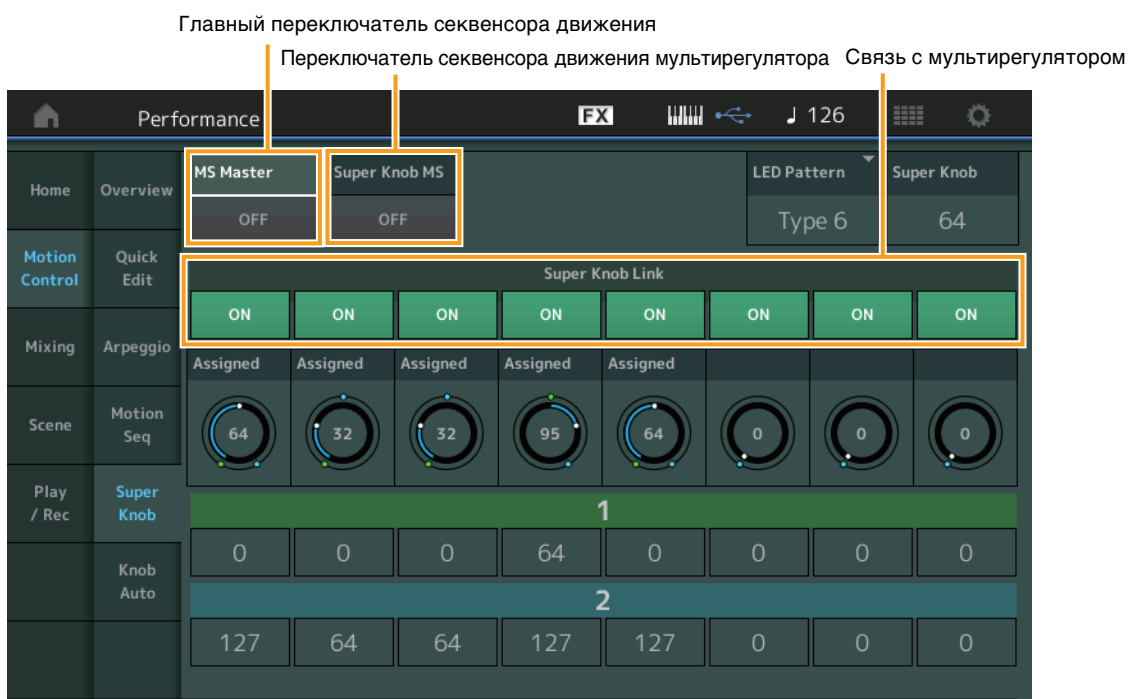 Главный переключатель секвенсора движения
Переключатель секвенсора движения мультирегулятора Связь с мультирегулятором
Performance FX 126
Home Overview MS Master Super Knob MS LED Pattern Super Knob
OFF OFF Type 6 64
Motion Control Quick Edit Super Knob Link
ON ON ON ON ON ON ON ON
Mixing Arpeggio Assigned Assigned Assigned Assigned Assigned
Scene Motion Seq 64 32 32 95 64 0 0 0
Play / Rec Super Knob 1
0 0 0 64 0 0 0 0
Knob Auto 2
127 64 64 127 127 0 0 0